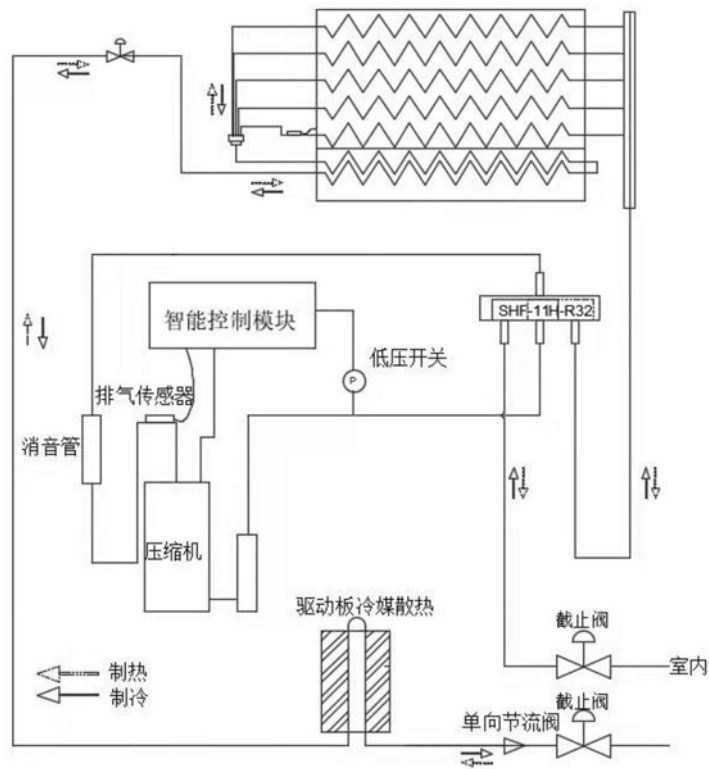 SHF-11H-R32
智能控制模块
低压开关
P
排气传感器
消音管
压缩机
驱动板冷媒散热
截止阀
室内
制热
制冷
单向节流阀
截止阀